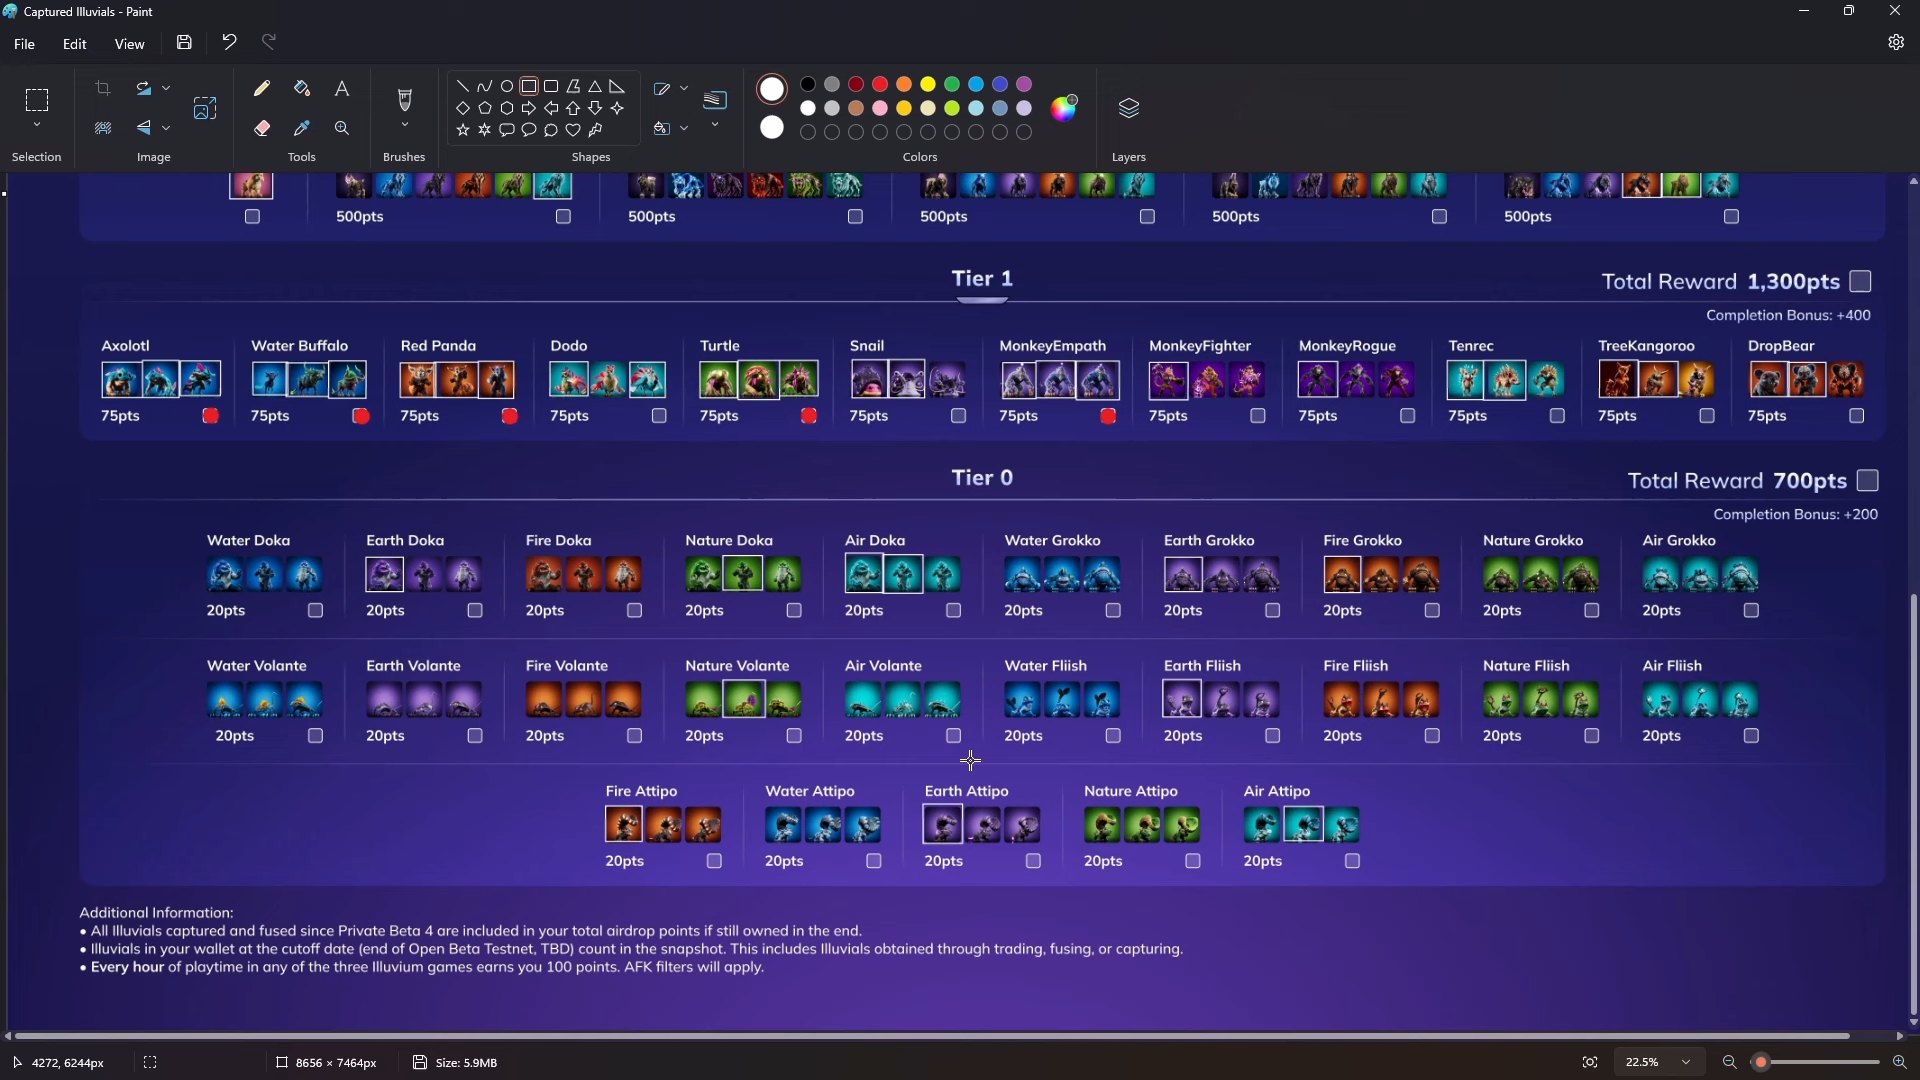 Captured Illuvials - Paint
File Edit View
Selection Image Tools Brushes Shapes Colors Layers
500pts 500pts 500pts 500pts 500pts
Tier 1
Total Reward 1,300pts
Completion Bonus: +400
Axolotl Water Buffalo Red Panda Dodo Turtle Snail MonkeyEmpath MonkeyFighter MonkeyRogue Tenrec TreeKangoroo DropBear
75pts 75pts 75pts 75pts 75pts 75pts 75pts 75pts 75pts 75pts 75pts 75pts
Tier 0
Total Reward 700pts
Completion Bonus: +200
Water Doka Earth Doka Fire Doka Nature Doka Air Doka Water Grokko Earth Grokko Fire Grokko Nature Grokko Air Grokko
20pts 20pts 20pts 20pts 20pts 20pts 20pts 20pts 20pts 20pts
Water Volante Earth Volante Fire Volante Nature Volante Air Volante Water Fliish Earth Fliish Fire Fliish Nature Fliish Air Fliish
20pts 20pts 20pts 20pts 20pts 20pts 20pts 20pts 20pts 20pts
Fire Attipo Water Attipo Earth Attipo Nature Attipo Air Attipo
20pts 20pts 20pts 20pts 20pts
Additional Information:
• All Illuvials captured and fused since Private Beta 4 are included in your total airdrop points if still owned in the end.
• Illuvials in your wallet at the cutoff date (end of Open Beta Testnet, TBD) count in the snapshot. This includes Illuvials obtained through trading, fusing, or capturing.
• Every hour of playtime in any of the three Illuvium games earns you 100 points. AFK filters will apply.
4272, 6244px 8656 × 7464px Size: 5.9MB 22.5%